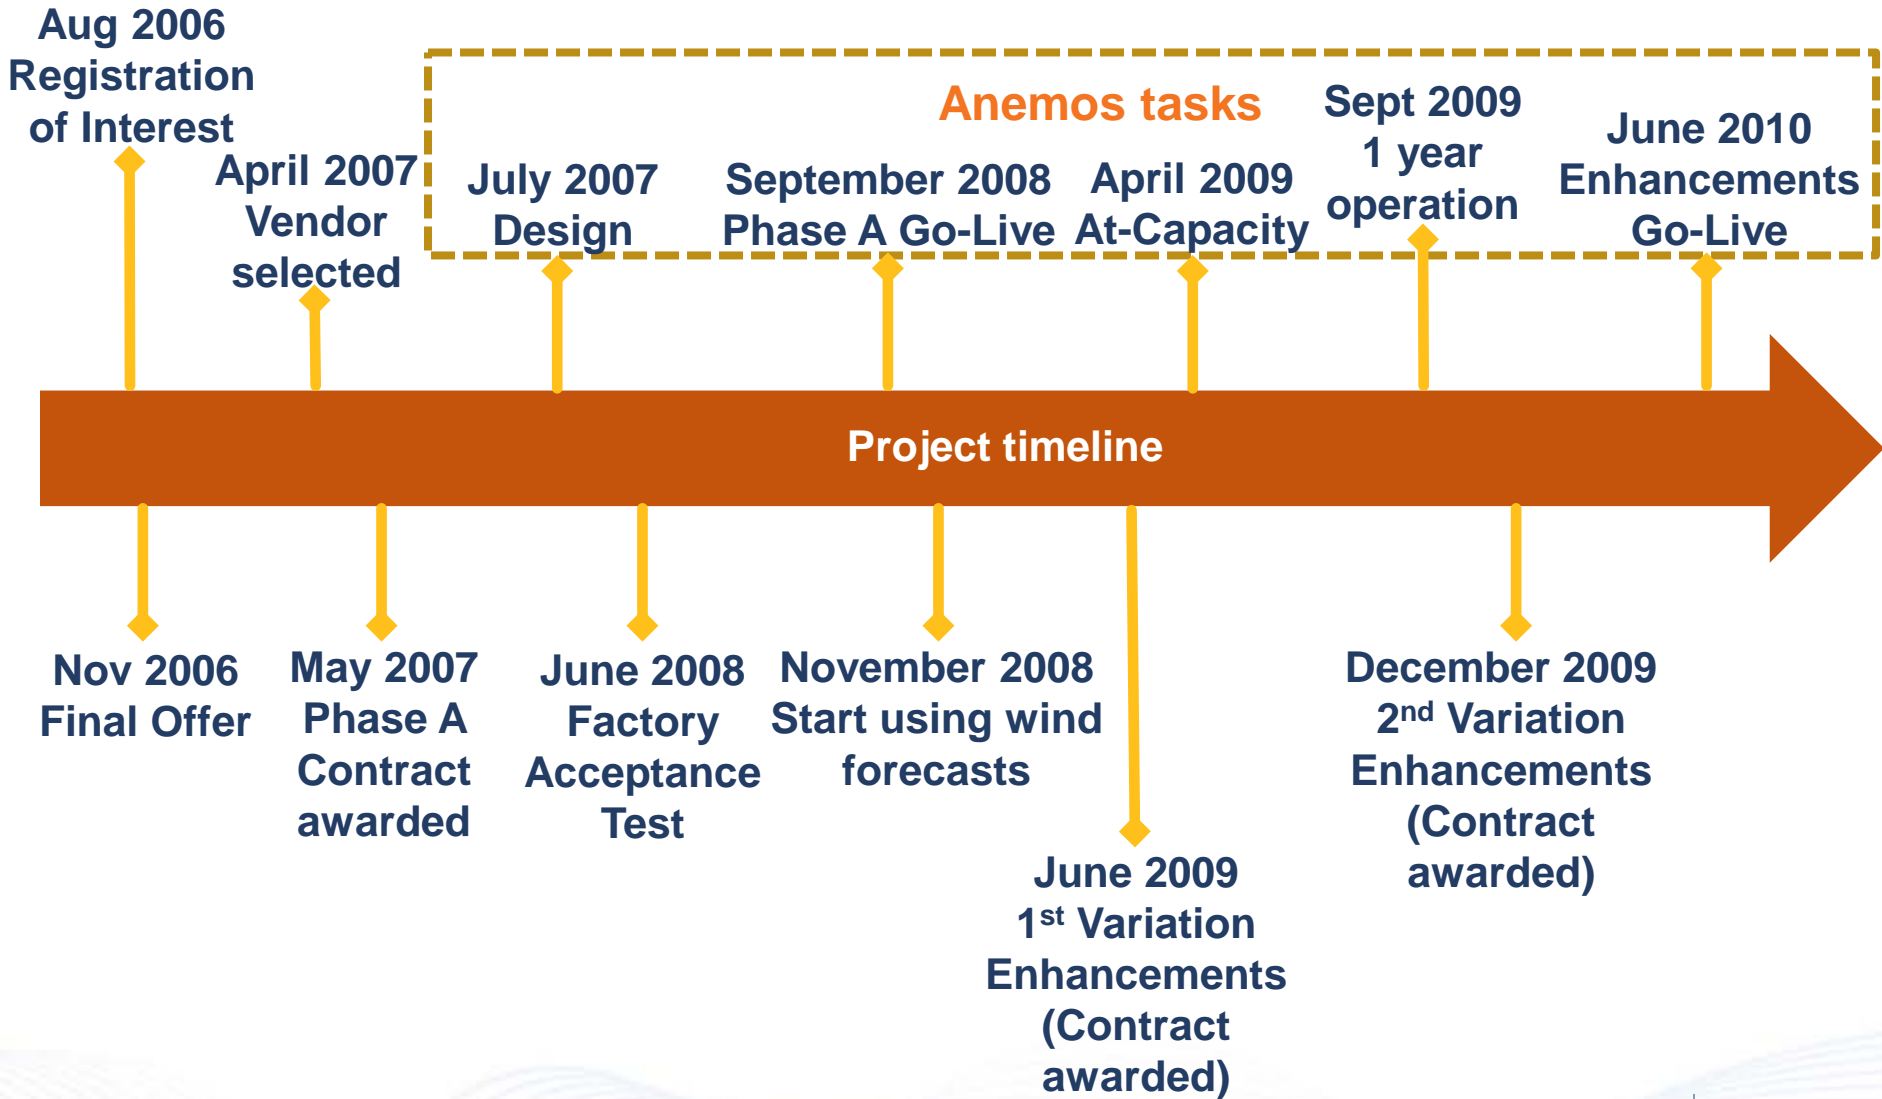 Aug 2006
Registration
of Interest
April 2007
Vendor
selected
Anemos tasks
July 2007
Design
September 2008
Phase A Go-Live
April 2009
At-Capacity
Sept 2009
1 year
operation
June 2010
Enhancements
Go-Live
Project timeline
Nov 2006
Final Offer
May 2007
Phase A
Contract
awarded
June 2008
Factory
Acceptance
Test
November 2008
Start using wind
forecasts
June 2009
1st Variation
Enhancements
(Contract
awarded)
December 2009
2nd Variation
Enhancements
(Contract
awarded)